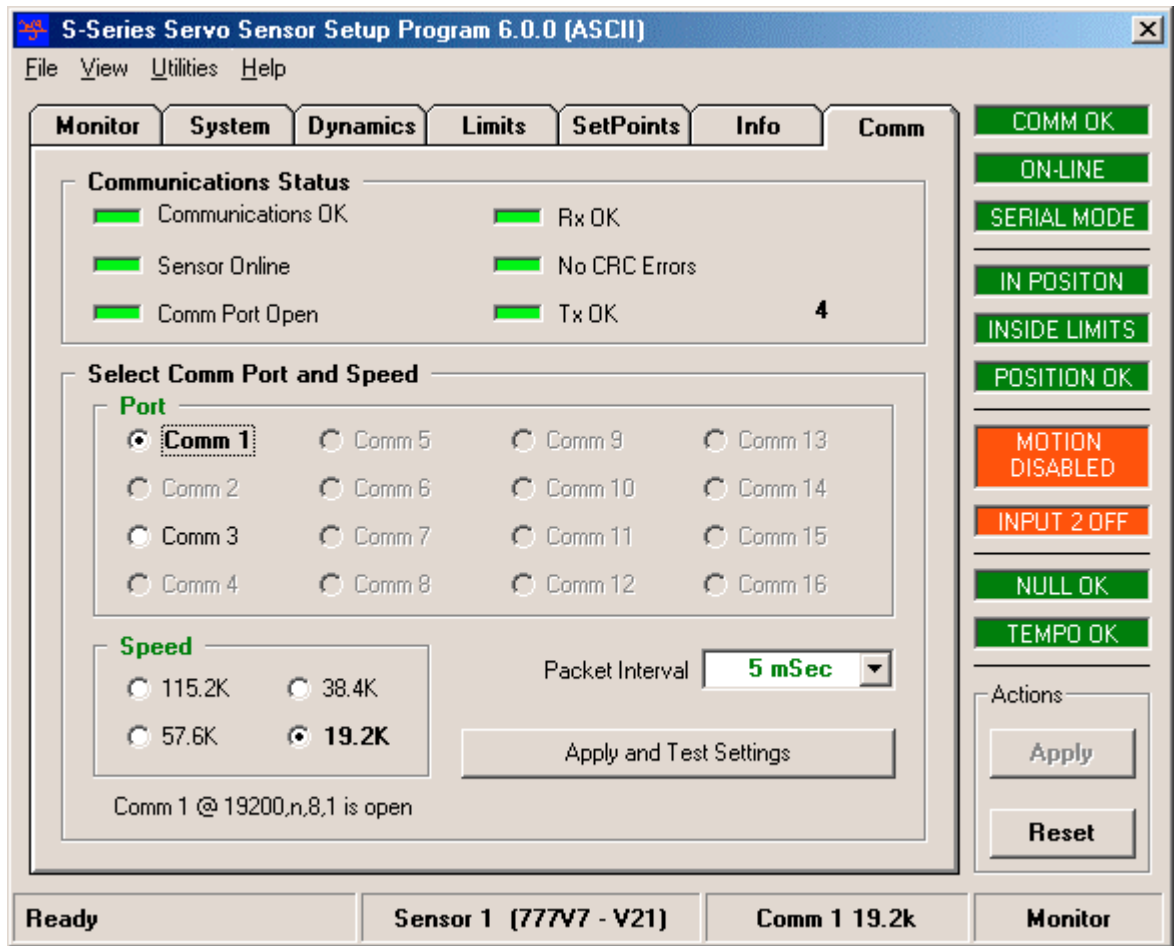 S-Series Servo Sensor Setup Program 6.0.0 (ASCII)
File View Utilities Help
Monitor System Dynamics Limits SetPoints Info Comm
Communications Status
Communications OK Rx OK
Sensor Online No CRC Errors
Comm Port Open Tx OK 4
Select Comm Port and Speed
Port
Comm 1 Comm 5 Comm 9 Comm 13
Comm 2 Comm 6 Comm 10 Comm 14
Comm 3 Comm 7 Comm 11 Comm 15
Comm 4 Comm 8 Comm 12 Comm 16
Speed
115.2K 38.4K
57.6K 19.2K
Packet Interval 5 mSec
Apply and Test Settings
Comm 1 @ 19200,n,8,1 is open
COMM OK
ON-LINE
SERIAL MODE
IN POSITON
INSIDE LIMITS
POSITION OK
MOTION
DISABLED
INPUT 2 OFF
NULL OK
TEMPO OK
Actions
Apply
Reset
Ready Sensor 1 (777V7 - V21) Comm 1 19.2k Monitor